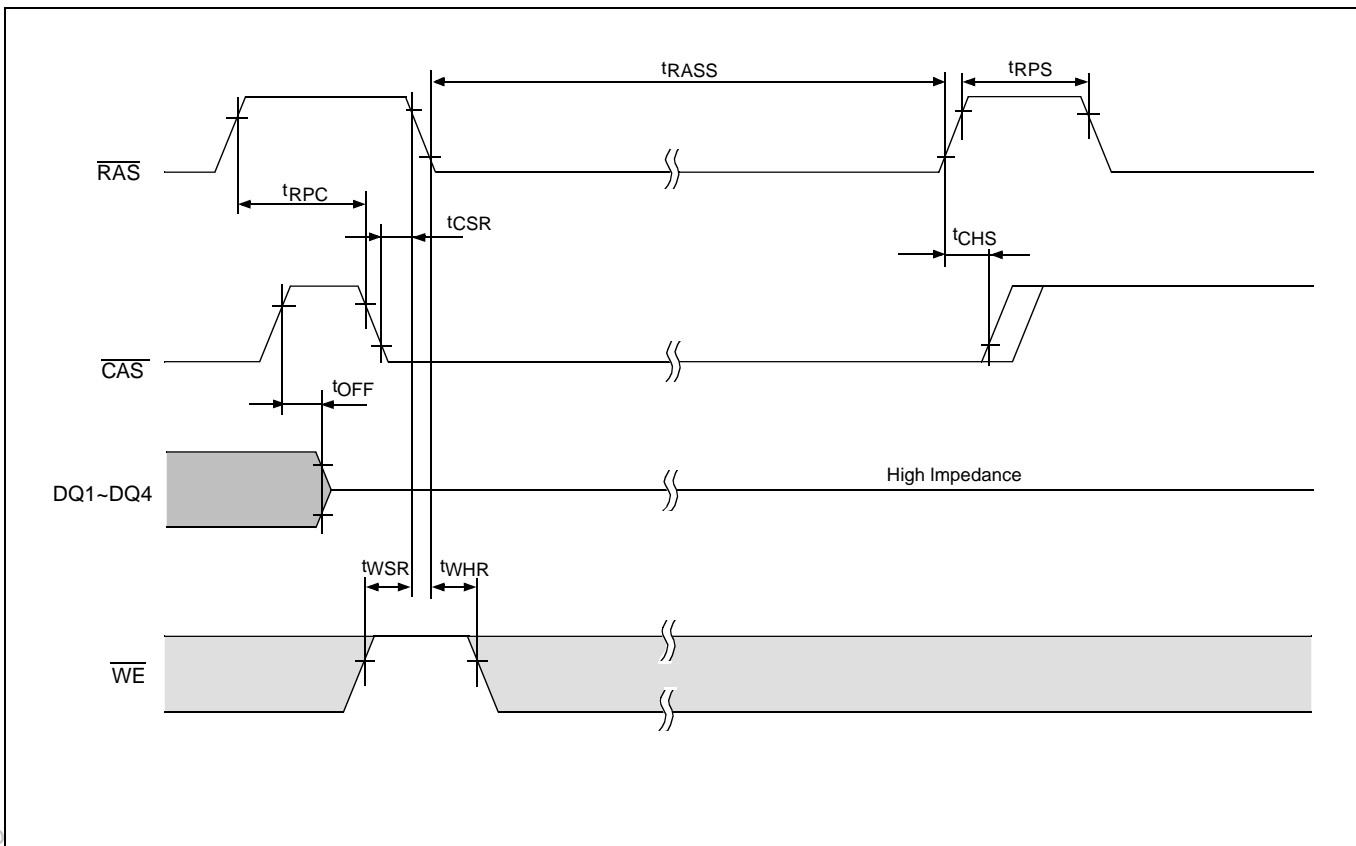 tRASS
tRPS
RAS
tRPC
tCSR
tCHS
CAS
tOFF
DQ1~DQ4
High Impedance
tWSR
tWHR
WE